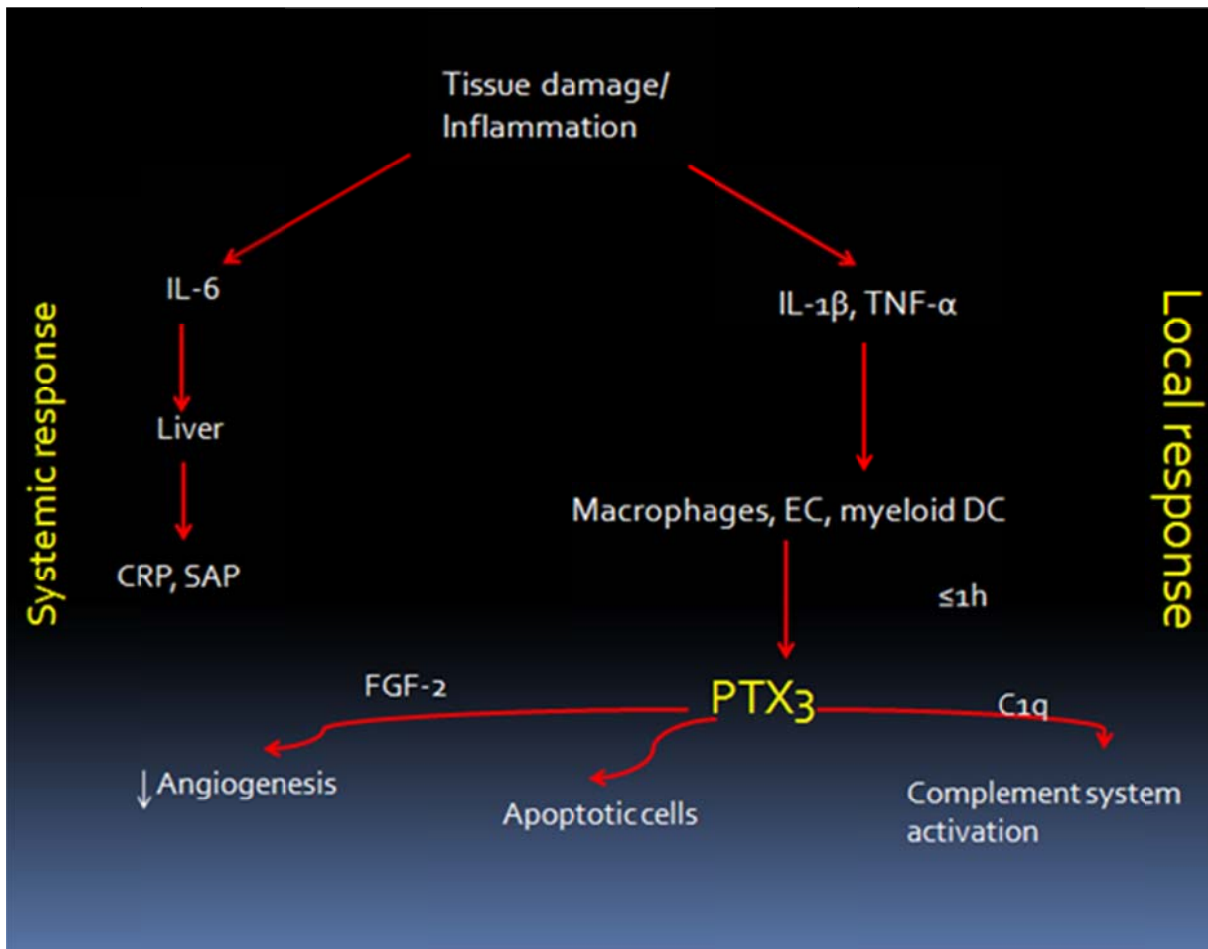 Tissue damage/
Inflammation
IL-6
IL-1β, TNF-α
Systemic response
Local response
Liver
Macrophages, EC, myeloid DC
CRP, SAP
≤1h
FGF-2
PTX3
C1q
↓ Angiogenesis
Apoptotic cells
Complement system
activation